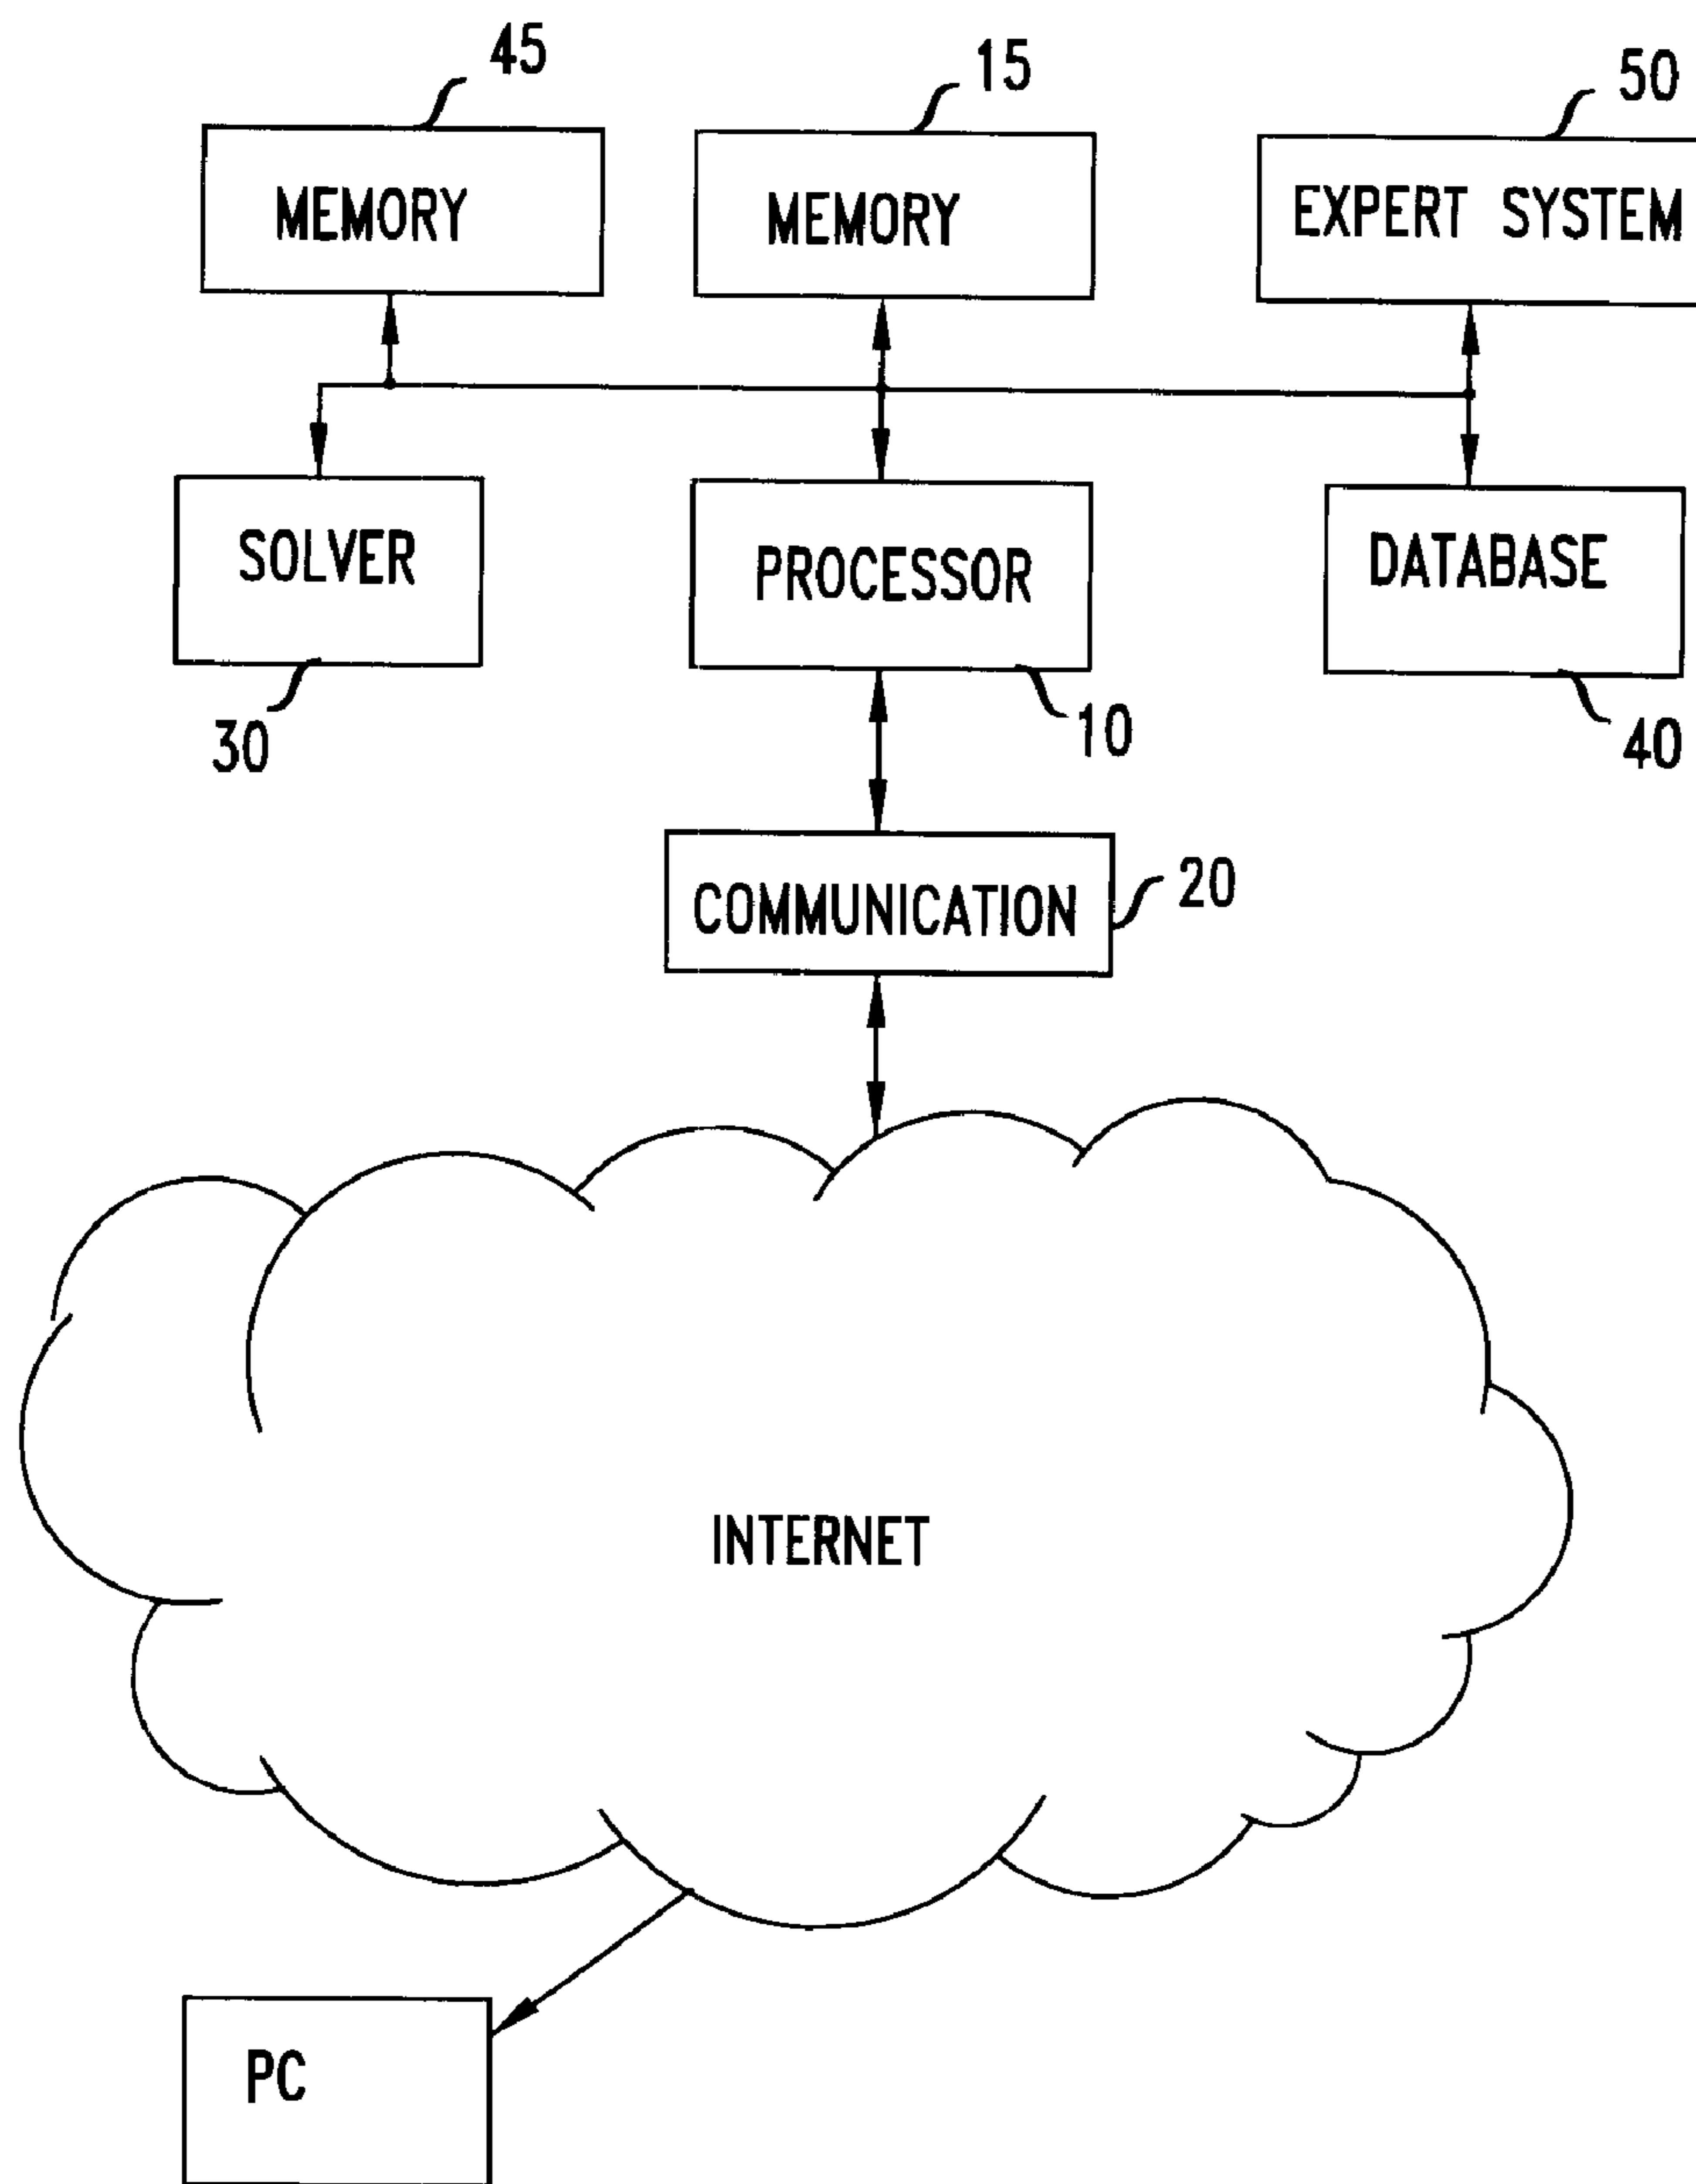 45
15
50
MEMORY
MEMORY
EXPERT SYSTEM
SOLVER
PROCESSOR
DATABASE
30
10
40
COMMUNICATION
20
INTERNET
PC